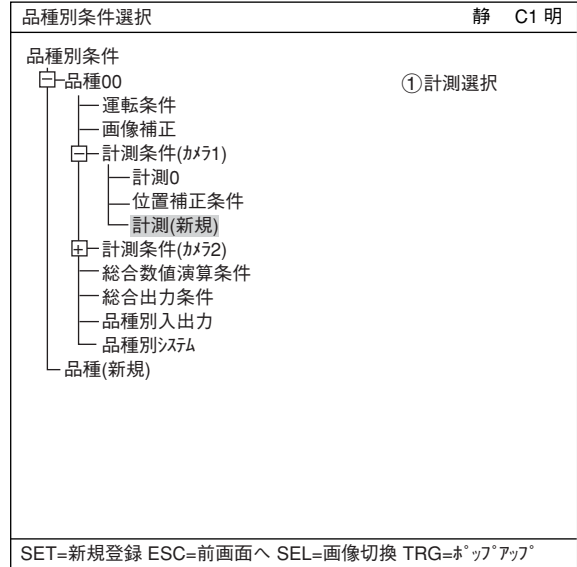 品種別条件選択 静 C1 明
品種別条件
品種00 ①計測選択
運転条件
画像補正
計測条件(ｶﾒﾗ1)
計測0
位置補正条件
計測(新規)
計測条件(ｶﾒﾗ2)
総合数値演算条件
総合出力条件
品種別入出力
品種別ｼｽﾃﾑ
品種(新規)
SET=新規登録 ESC=前画面へ SEL=画像切換 TRG=ﾎﾟｯﾌﾟｱｯﾌﾟ